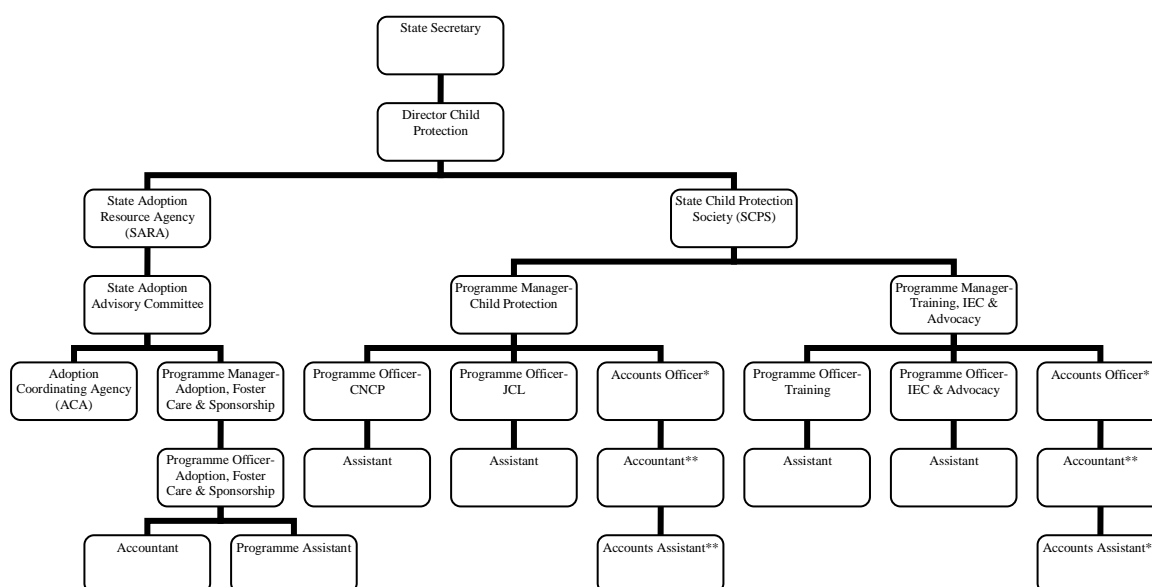 State Secretary
Director Child
Protection
State Adoption
Resource Agency
(SARA)
State Child Protection
Society (SCPS)
State Adoption
Advisory Committee
Programme Manager-
Child Protection
Programme Manager-
Training, IEC &
Advocacy
Adoption
Coordinating Agency
(ACA)
Programme Manager-
Adoption, Foster
Care & Sponsorship
Programme Officer-
CNCP
Programme Officer-
JCL
Accounts Officer*
Programme Officer-
Training
Programme Officer-
IEC & Advocacy
Accounts Officer*
Programme Officer-
Adoption, Foster
Care & Sponsorship
Assistant
Assistant
Accountant**
Assistant
Assistant
Accountant**
Accountant
Programme Assistant
Accounts Assistant**
Accounts Assistant*